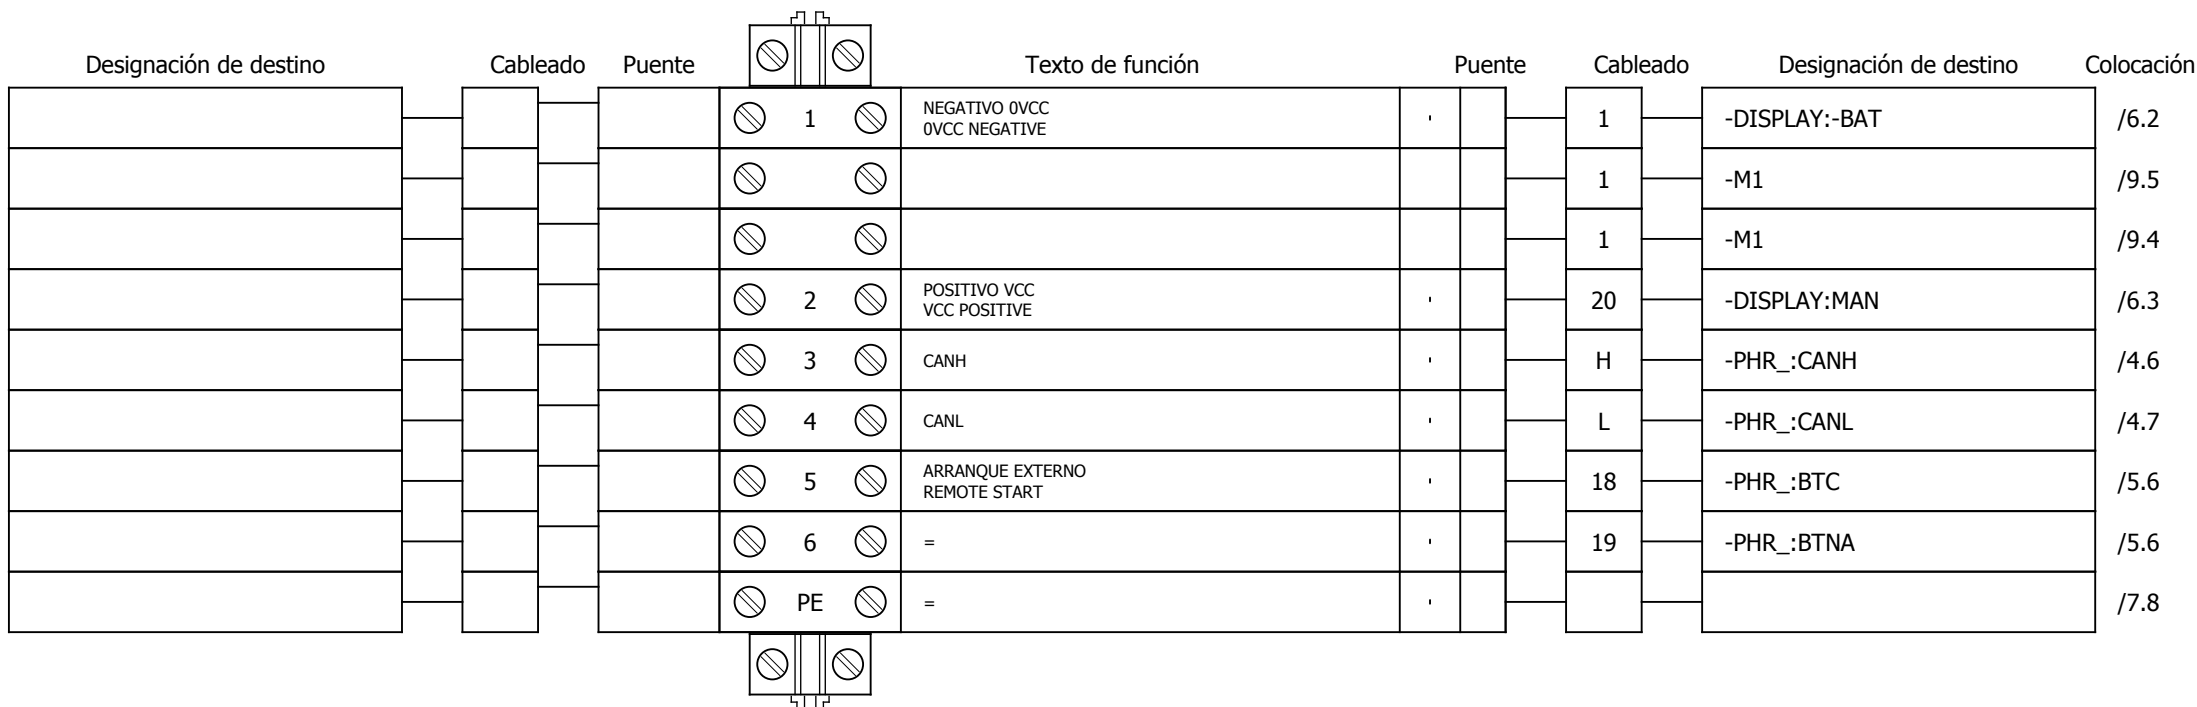 Designación de destino Cableado Puente Texto de función Puente Cableado Designación de destino Colocación
1 NEGATIVO 0VCC 1 -DISPLAY:-BAT /6.2
0VCC NEGATIVE
1 -M1 /9.5
1 -M1 /9.4
2 POSITIVO VCC 20 -DISPLAY:MAN /6.3
VCC POSITIVE
3 CANH H -PHR_:CANH /4.6
4 CANL L -PHR_:CANL /4.7
5 ARRANQUE EXTERNO 18 -PHR_:BTC /5.6
REMOTE START
6 = 19 -PHR_:BTNA /5.6
PE = /7.8